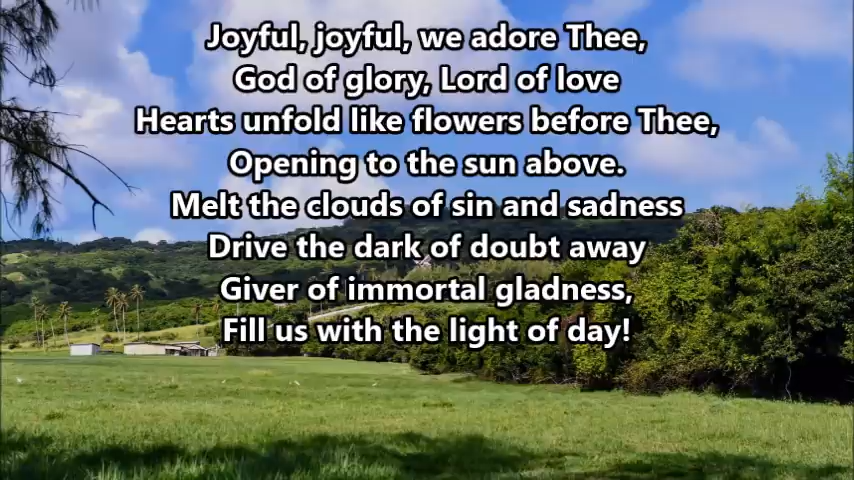 Joyful, joyful, we adore Thee,
God of glory, Lord of love
Hearts unfold like flowers before Thee,
Opening to the sun above.
Melt the clouds of sin and sadness
Drive the dark of doubt away
Giver of immortal gladness,
Fill us with the light of day!